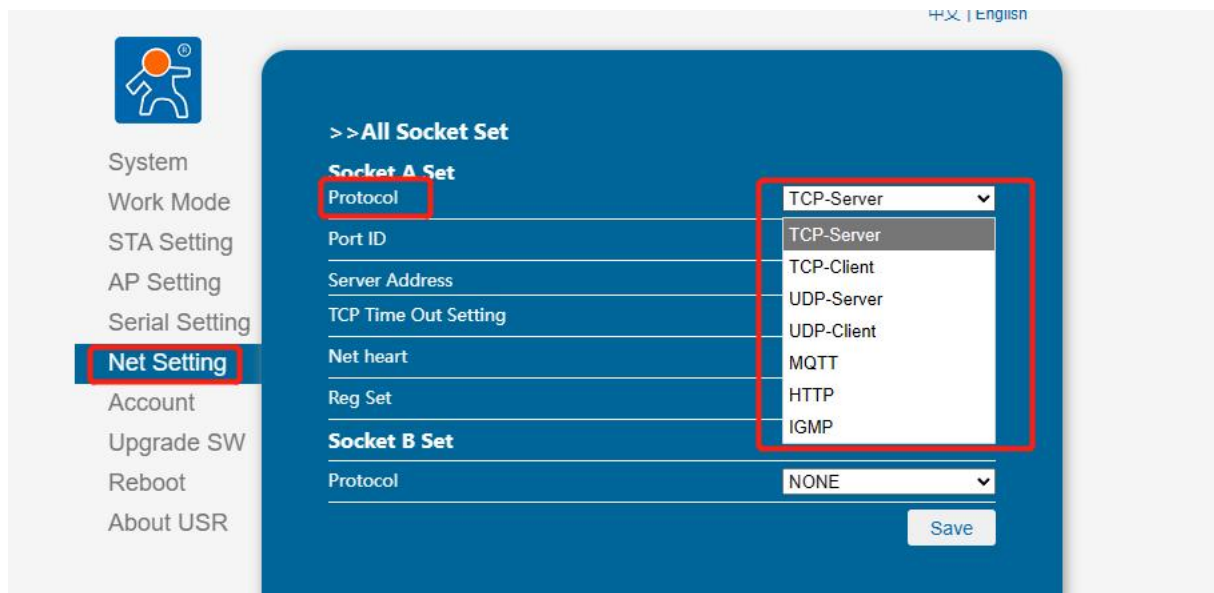 中文 | English
®
>>All Socket Set
Socket A Set
Protocol
TCP-Server
TCP-Server
TCP-Client
UDP-Server
UDP-Client
MQTT
HTTP
IGMP
Port ID
Server Address
TCP Time Out Setting
Net heart
Reg Set
Socket B Set
Protocol
NONE
Save
System
Work Mode
STA Setting
AP Setting
Serial Setting
Net Setting
Account
Upgrade SW
Reboot
About USR